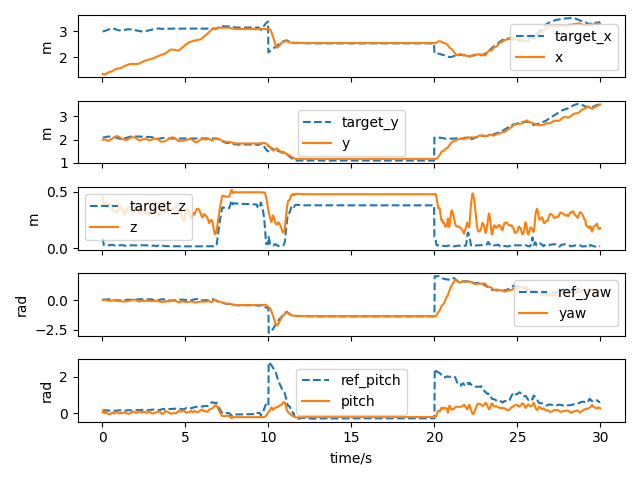 3
2
m
target_x
x
3
2
1
m
target_y
y
0.5
0.0
m
target_z
z
0.0
−2.5
rad
ref_yaw
yaw
2
0
rad
ref_pitch
pitch
0 5 10 15 20 25 30
time/s